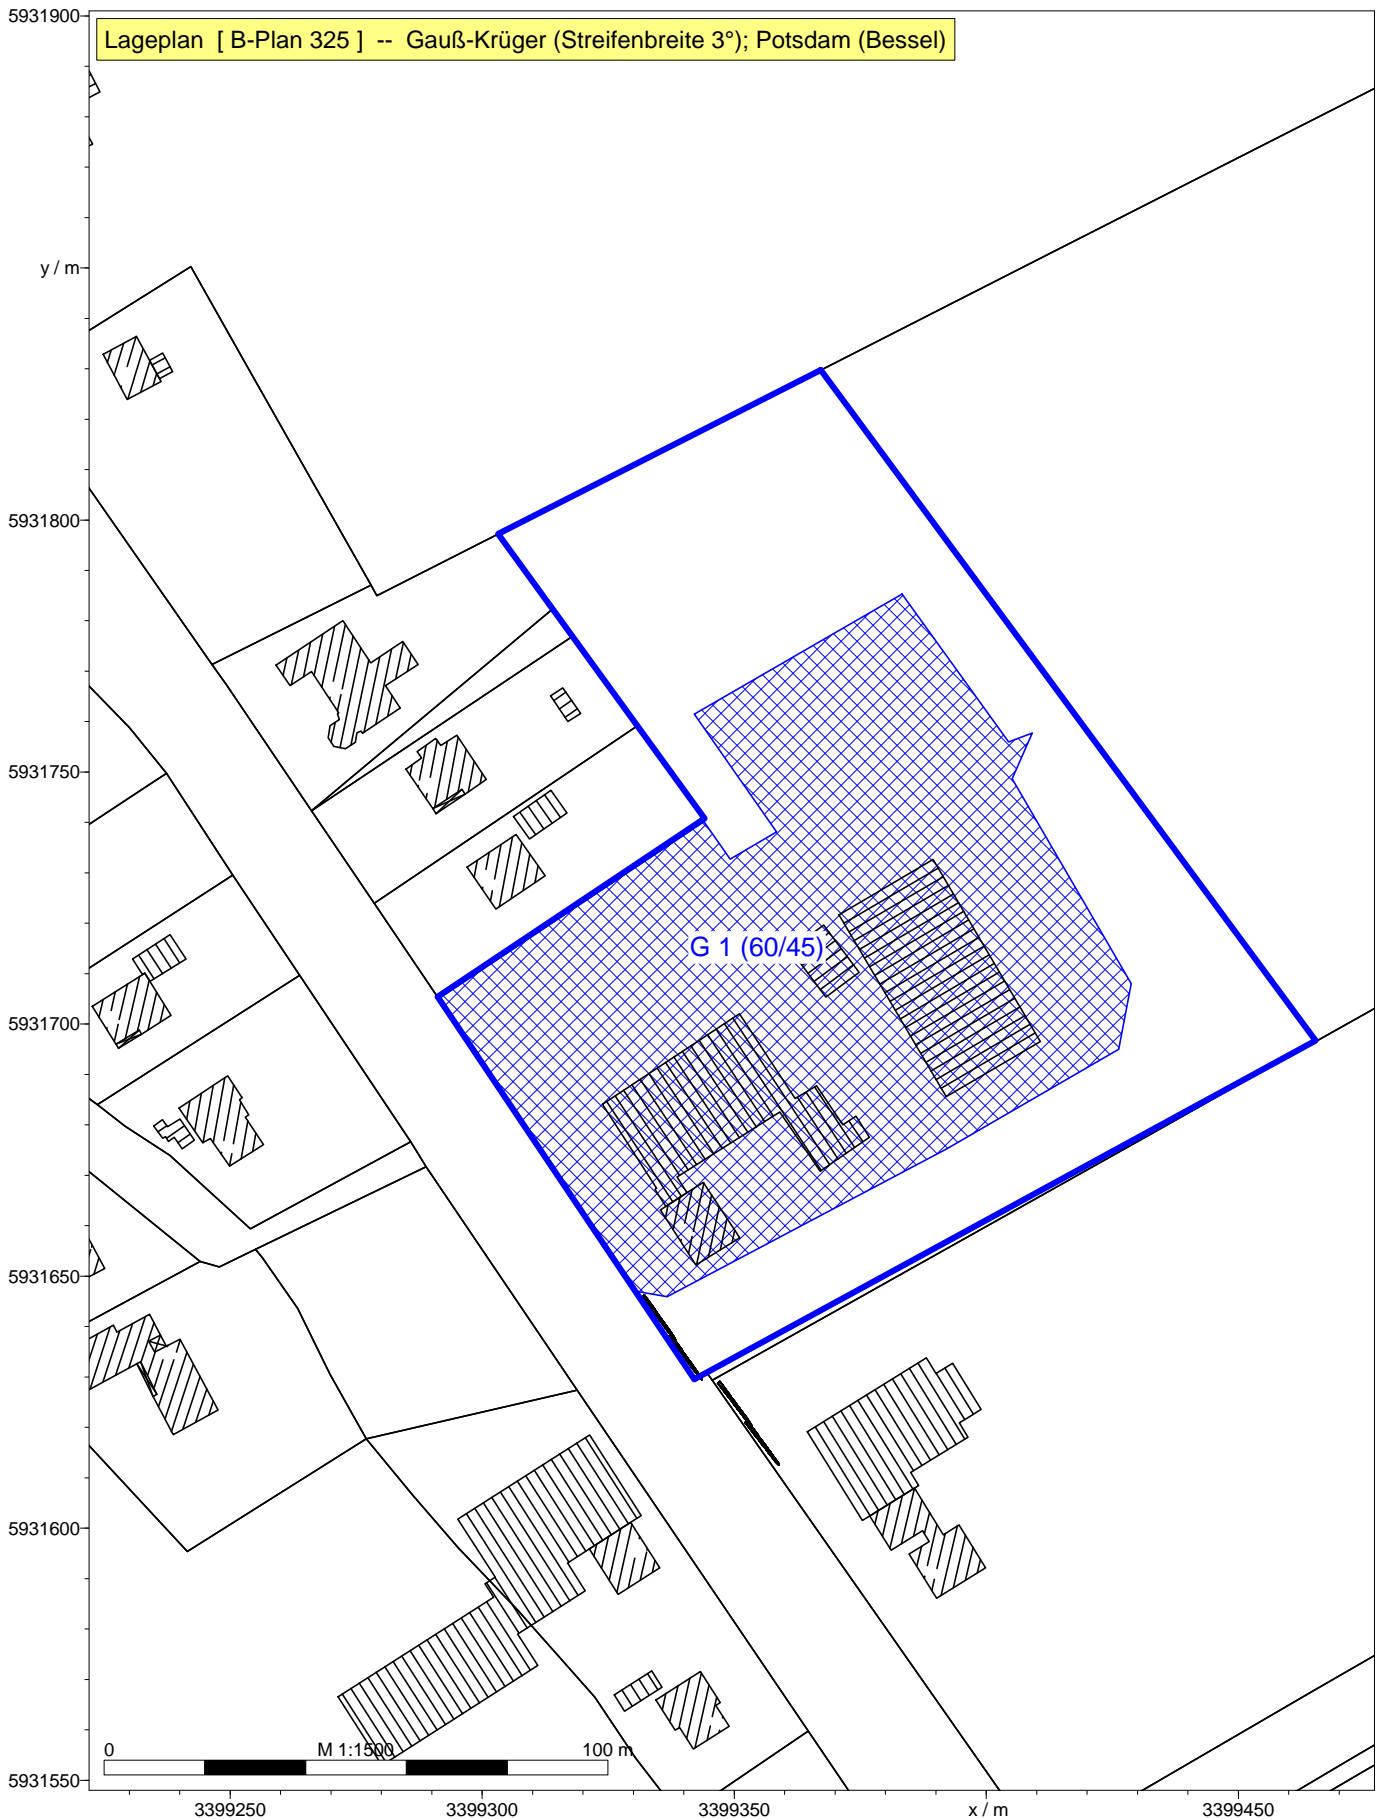 5931900
Lageplan [ B-Plan 325 ] -- Gauß-Krüger (Streifenbreite 3°); Potsdam (Bessel)
y / m
5931800
5931750
G 1 (60/45)
5931700
5931650
5931600
0 M 1:1500 100 m
5931550
3399250 3399300 3399350 x / m 3399450